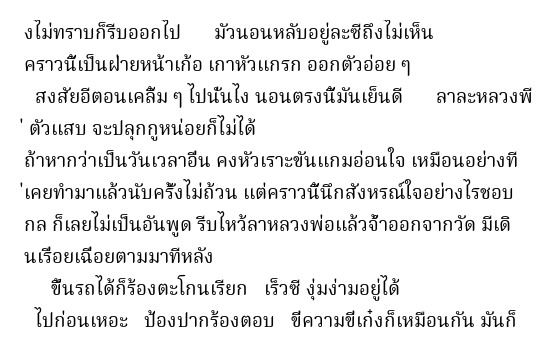 งไม่ทราบก็รีบออกไป มัวนอนหลับอยู่ละซีถึงไม่เห็น
คราวนี้เป็นฝ่ายหน้าเก้อ เกาหัวแกรก ออกตัวอ่อย ๆ
สงสัยอีตอนเคลิ้ม ๆ ไปนั่นไง นอนตรงนี้มันเย็นดี ลาละหลวงพี
่ ตัวแสบ จะปลุกกูหน่อยก็ไม่ได้
ถ้าหากว่าเป็นวันเวลาอื่น คงหัวเราะขันแกมอ่อนใจ เหมือนอย่างที
่เคยทำมาแล้วนับครั้งไม่ถ้วน แต่คราวนี้นึกสังหรณ์ใจอย่างไรชอบ
กล ก็เลยไม่เป็นอันพูด รีบไหว้ลาหลวงพ่อแล้วจ้ำออกจากวัด มีเดิ
นเรื่อยเฉื่อยตามมาทีหลัง
ขึ้นรถได้ก็ร้องตะโกนเรียก เร็วซี งุ่มง่ามอยู่ได้
ไปก่อนเหอะ ป้องปากร้องตอบ ขี่ความขี้เก๋งก็เหมือนกัน มันก็